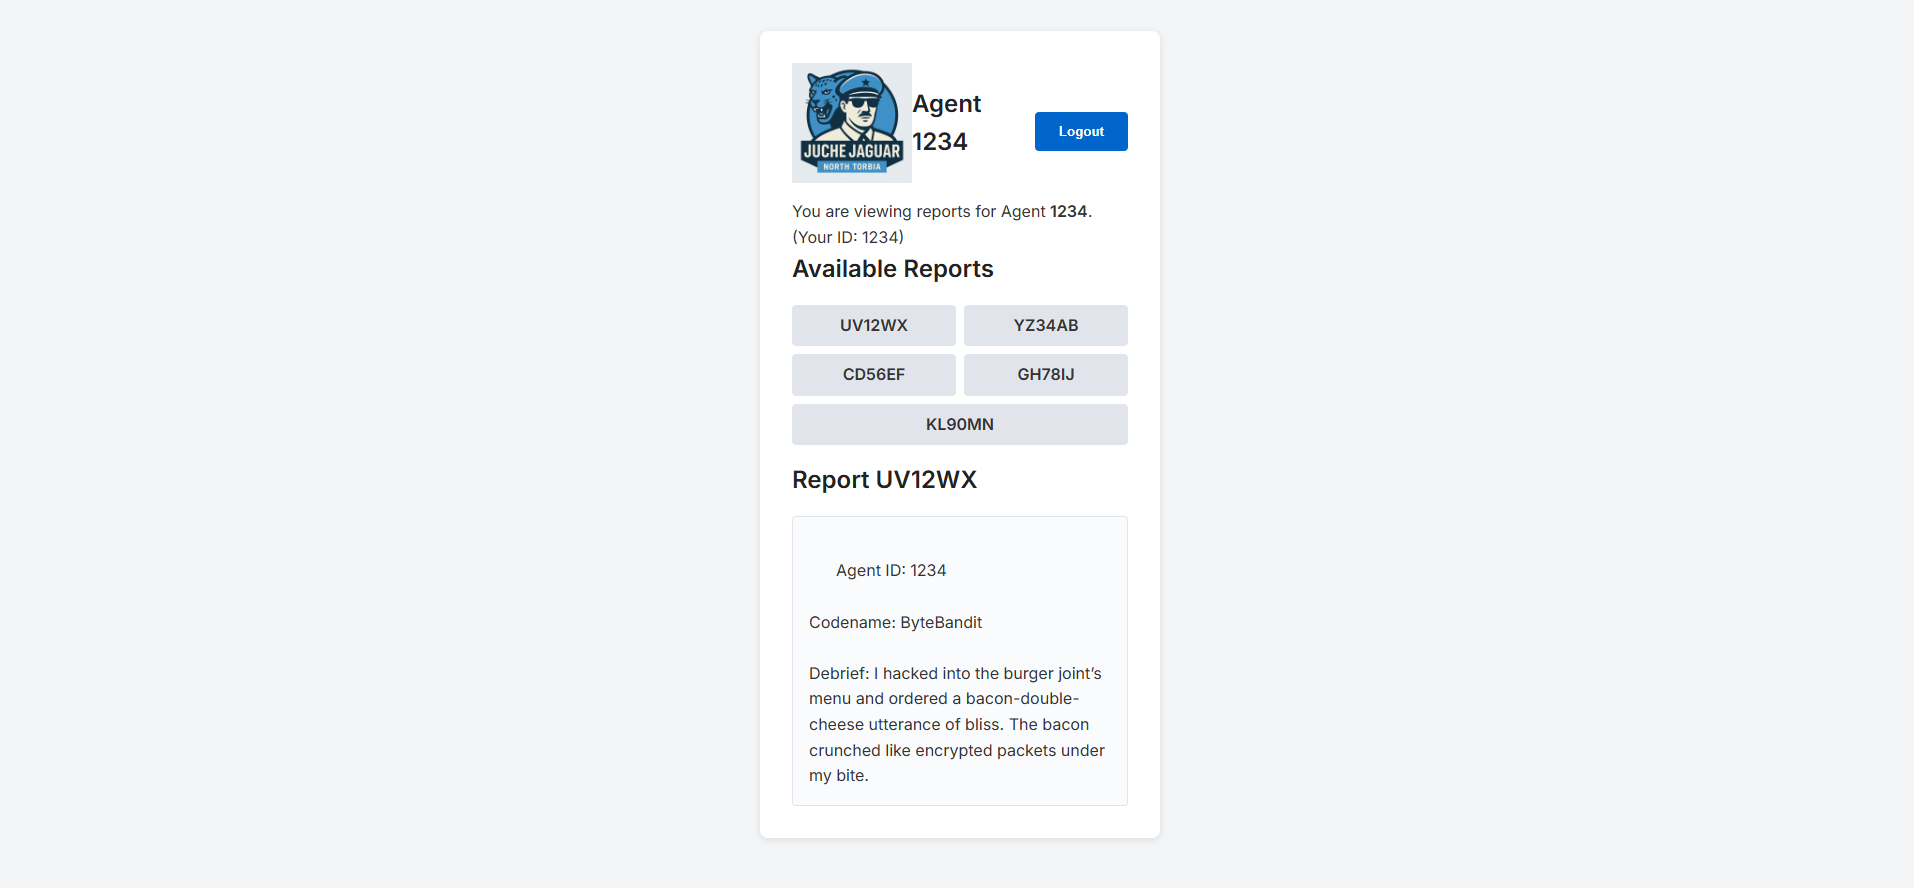 JUCHE JAGUAR
NORTH TORBIA
Agent
1234
Logout
You are viewing reports for Agent 1234.
(Your ID: 1234)
Available Reports
UV12WX
YZ34AB
CD56EF
GH78IJ
KL90MN
Report UV12WX
Agent ID: 1234
Codename: ByteBandit
Debrief: I hacked into the burger joint’s
menu and ordered a bacon-double-
cheese utterance of bliss. The bacon
crunched like encrypted packets under
my bite.